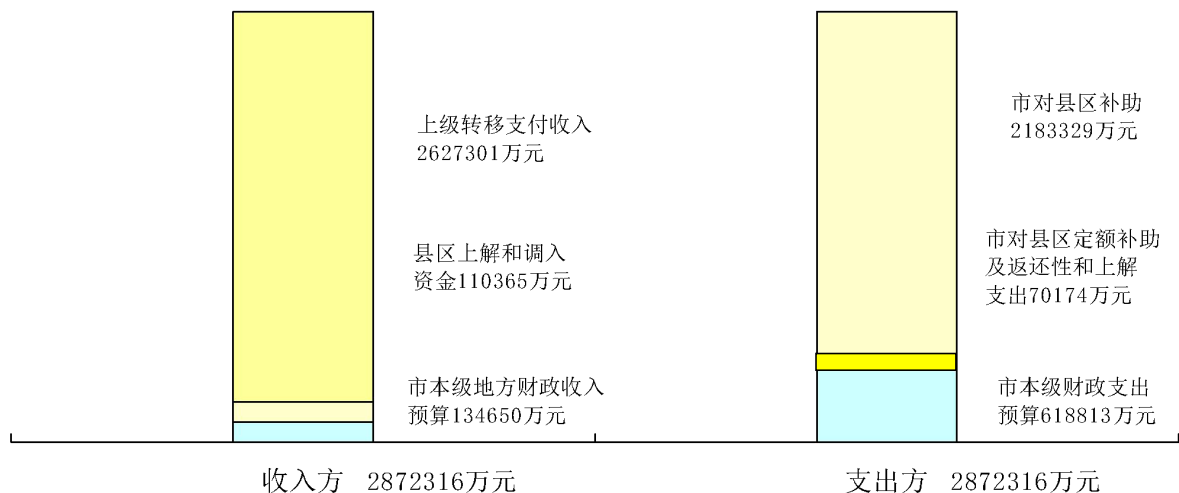 上级转移支付收入
2627301万元
县区上解和调入
资金110365万元
市本级地方财政收入
预算134650万元
收入方 2872316万元
市对县区补助
2183329万元
市对县区定额补助
及返还性和上解
支出70174万元
市本级财政支出
预算618813万元
支出方 2872316万元